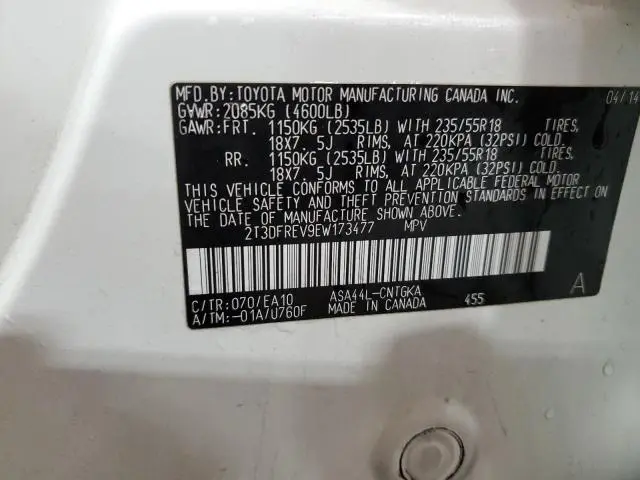 MFD.BY:TOYOTA MOTOR MANUFACTURING CANADA INC. 04/14
GVWR:2085KG (4600LB)
GAWR:FRT. 1150KG (2535LB) WITH 235/55R18 TIRES,
18X7.5J RIMS, AT 220KPA (32PSI) COLD.
RR. 1150KG (2535LB) WITH 235/55R18 TIRES,
18X7.5J RIMS, AT 220KPA (32PSI) COLD.
THIS VEHICLE CONFORMS TO ALL APPLICABLE FEDERAL MOTOR
VEHICLE SAFETY AND THEFT PREVENTION STANDARDS IN EFFECT
ON THE DATE OF MANUFACTURE SHOWN ABOVE.
2T3DFREV9EW173477 MPV
C/TR:070/EA10 ASA44L-CNTGKA A
A/TM:-01A/U760F MADE IN CANADA 455